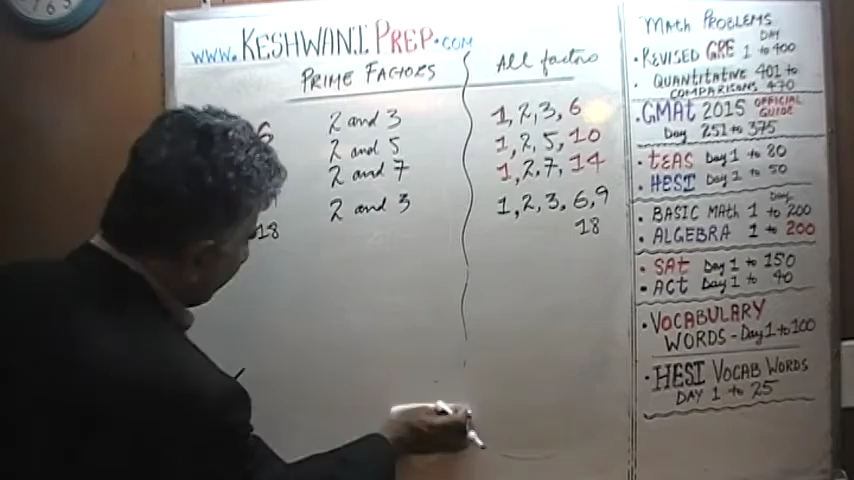 www.KESHWANI PREP.COM
PRIME FACTORS
All factors
6
2 and 3
1, 2, 3, 6
2 and 5
1, 2, 5, 10
2 and 7
1, 2, 7, 14
2 and 3
1, 2, 3, 6, 9
18
18
MATH PROBLEMS
DAY
• REVISED GRE 1 to 400
• QUANTITATIVE 401 to
COMPARISONS 470
• GMAT 2015 OFFICIAL
GUIDE
Day 251 to 375
• TEAS Day 1 to 80
• HESI Day 1 to 50
Day
• BASIC MATH 1 to 200
• ALGEBRA 1 to 200
• SAT Day 1 to 150
• ACT Day 1 to 40
• VOCABULARY
WORDS - Day 1 to 100
• HESI VOCAB WORDS
DAY 1 to 25